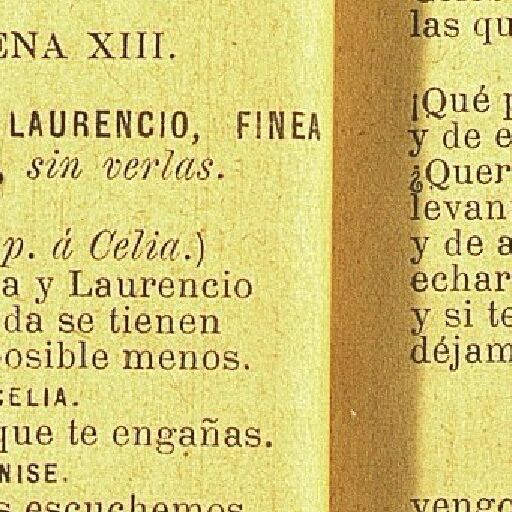 ENA XIII.
LAURENCIO, FINEA
, sin verlas.
p. á Celia.)
a y Laurencio
da se tienen
posible menos.
CELIA.
que te engañas.
NISE.
s escuchemos
las qu
¡Qué p
y de e
¿Quer
levan
y de a
echar
y si te
déjam
vengo